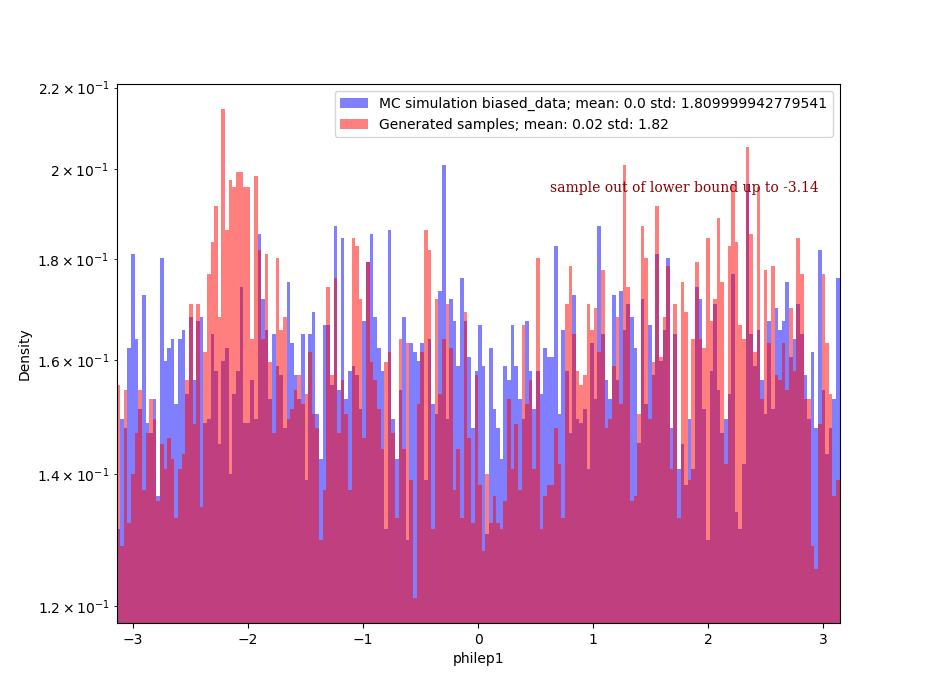 MC simulation biased_data; mean: 0.0 std: 1.809999942779541
Generated samples; mean: 0.02 std: 1.82
sample out of lower bound up to -3.14
2.2 × 10⁻¹
2 × 10⁻¹
1.8 × 10⁻¹
1.6 × 10⁻¹
1.4 × 10⁻¹
1.2 × 10⁻¹
Density
−3 −2 −1 0 1 2 3
philep1